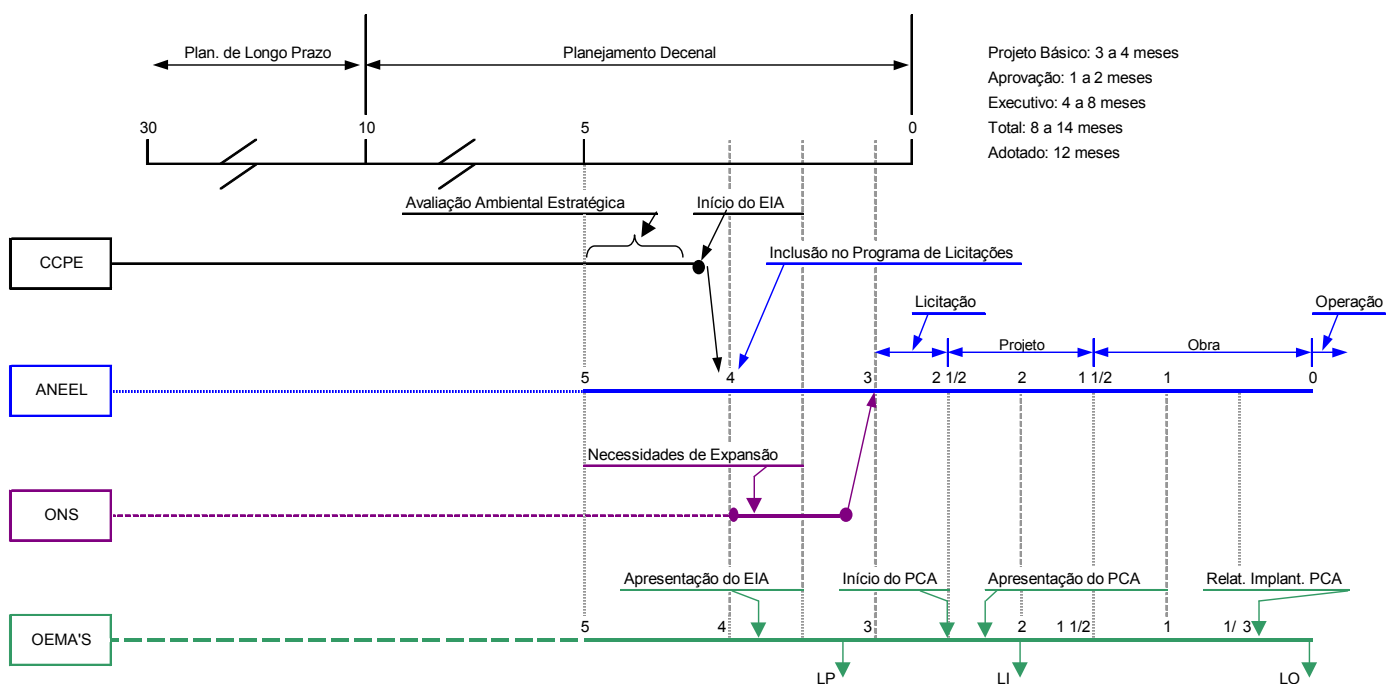 Plan. de Longo Prazo
Planejamento Decenal
Projeto Básico: 3 a 4 meses
Aprovação: 1 a 2 meses
Executivo: 4 a 8 meses
Total: 8 a 14 meses
Adotado: 12 meses
30 10 5 0
Avaliação Ambiental Estratégica
Início do EIA
CCPE
Inclusão no Programa de Licitações
Licitação
Operação
Projeto
Obra
ANEEL
5 4 3 2 1/2 2 1 1/2 1 0
Necessidades de Expansão
ONS
Apresentação do EIA
Início do PCA
Apresentação do PCA
Relat. Implant. PCA
OEMA'S
5 4 3 2 1 1/2 1 1/ 3
LP LI LO